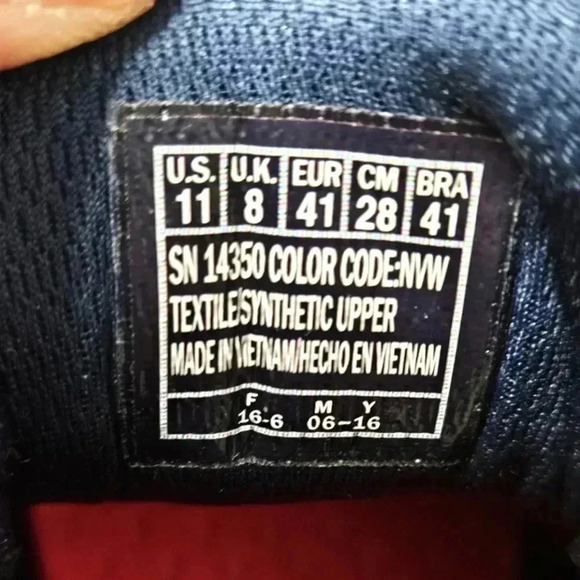 U.S. U.K. EUR CM BRA
11 8 41 28 41
SN 14350 COLOR CODE:NVW
TEXTILE/SYNTHETIC UPPER
MADE IN VIETNAM/HECHO EN VIETNAM
F M Y
16-6 06-16